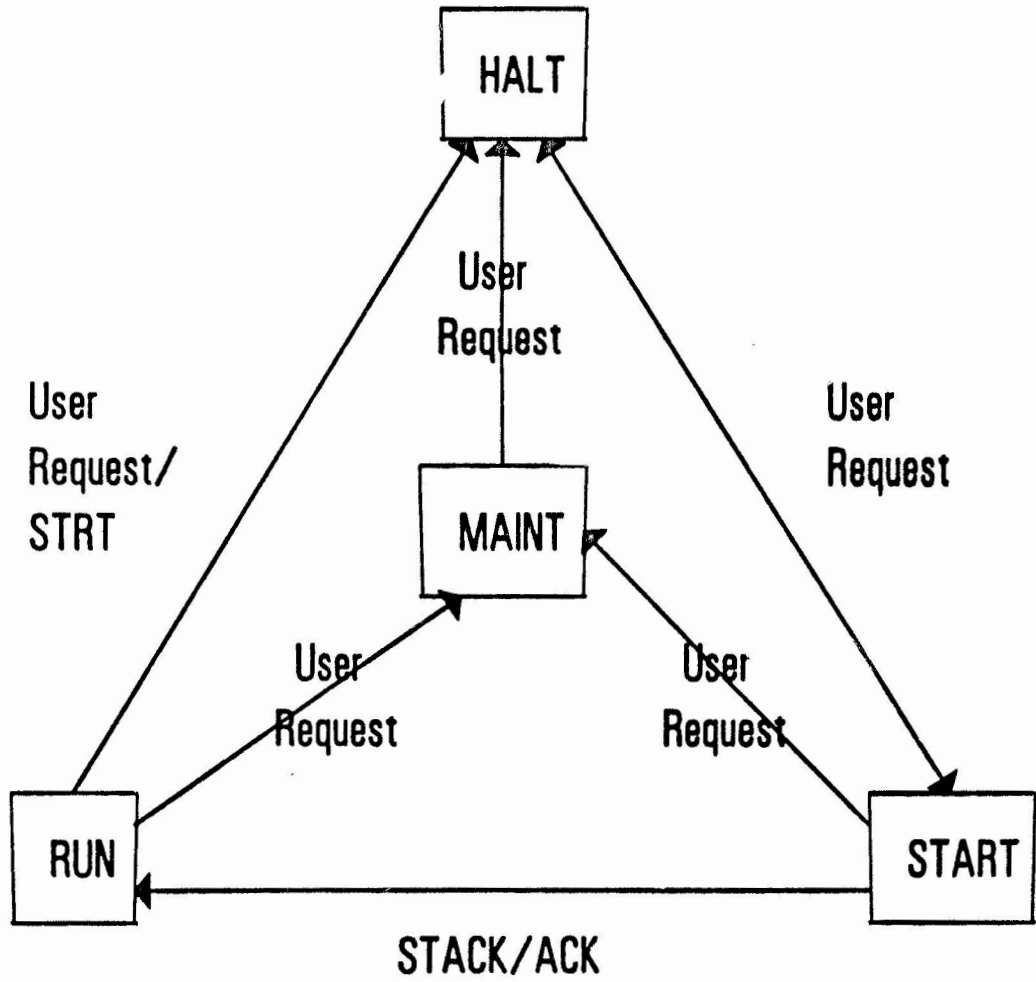 HALT
User
Request
User
Request/
STRT
User
Request
MAINT
User
Request
User
Request
RUN
START
STACK/ACK